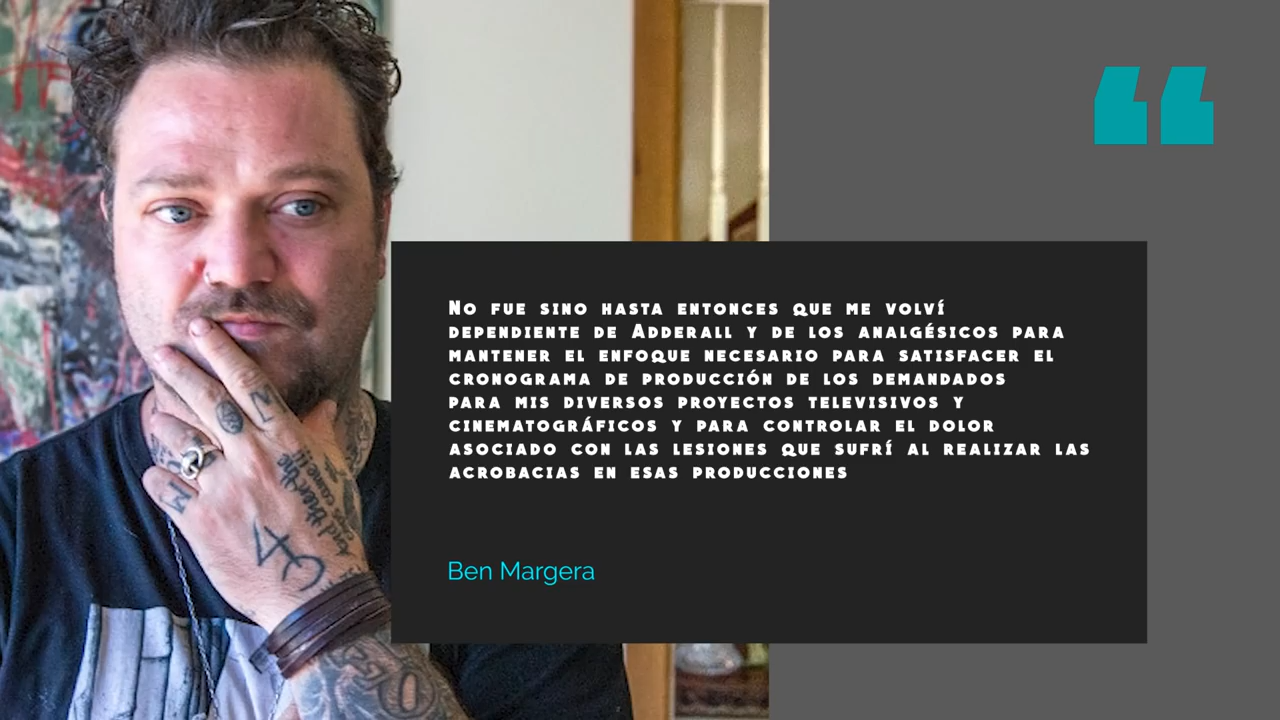 “
No fue sino hasta entonces que me volví
dependiente de Adderall y de los analgésicos para
mantener el enfoque necesario para satisfacer el
cronograma de producción de los demandados
para mis diversos proyectos televisivos y
cinematográficos y para controlar el dolor
asociado con las lesiones que sufrí al realizar las
acrobacias en esas producciones
Ben Margera